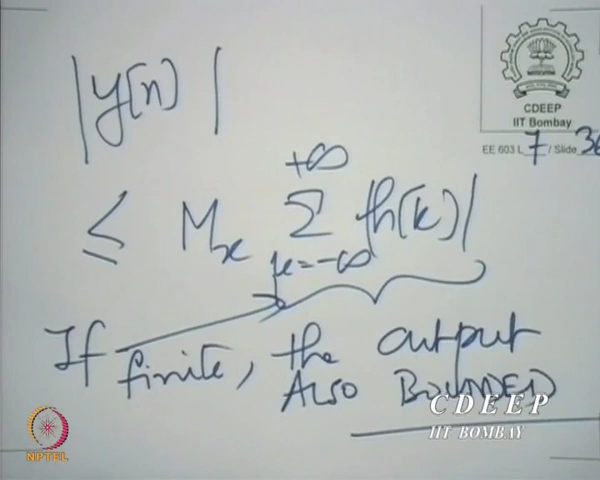 |y[n]|
CDEEP
IIT Bombay
EE 603 L 7 / Slide 36
+∞
≤ Mx Σ |h[k]|
k=-∞
If finite, the output
ALSO BOUNDED
CDEEP
IIT BOMBAY
NPTEL